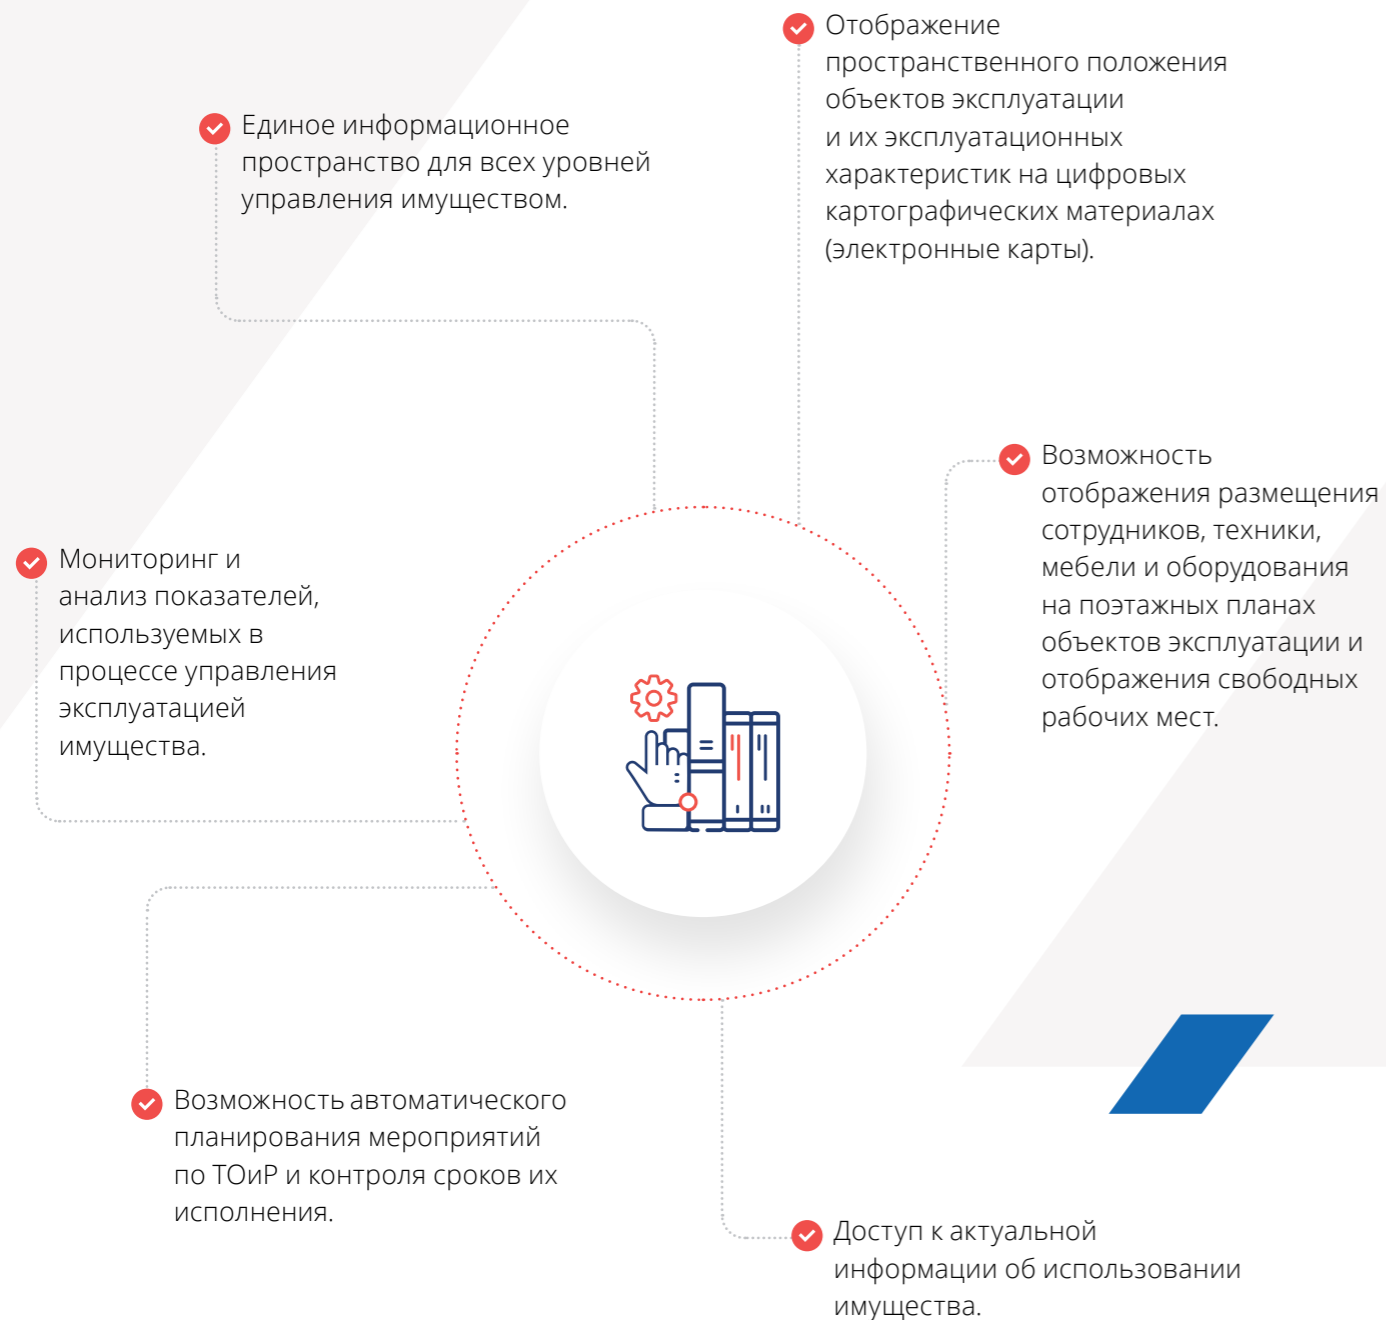 Отображение
пространственного положения
объектов эксплуатации
и их эксплуатационных
характеристик на цифровых
картографических материалах
(электронные карты).
Единое информационное
пространство для всех уровней
управления имуществом.
Возможность
отображения размещения
сотрудников, техники,
мебели и оборудования
на поэтажных планах
объектов эксплуатации и
отображения свободных
рабочих мест.
Мониторинг и
анализ показателей,
используемых в
процессе управления
эксплуатацией
имущества.
Возможность автоматического
планирования мероприятий
по ТОиР и контроля сроков их
исполнения.
Доступ к актуальной
информации об использовании
имущества.